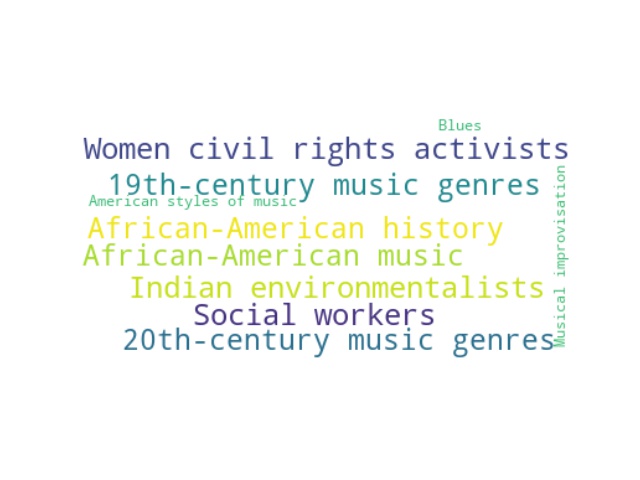 Blues
Women civil rights activists
19th-century music genres
American styles of music
African-American history
African-American music
Indian environmentalists
Social workers
20th-century music genres
Musical improvisation